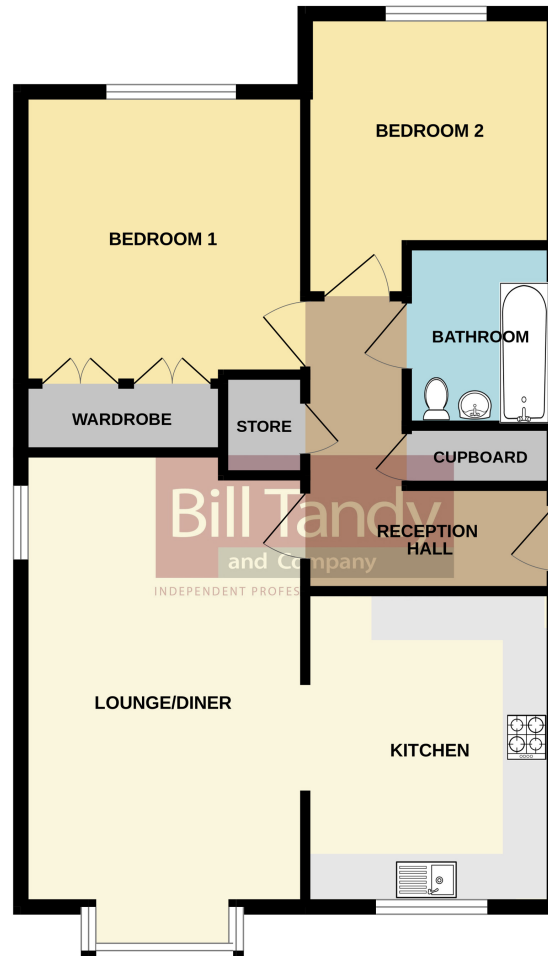 BEDROOM 2
BEDROOM 1
BATHROOM
WARDROBE
STORE
CUPBOARD
Bill Tandy
and Company
INDEPENDENT PROFES
RECEPTION
HALL
LOUNGE/DINER
KITCHEN